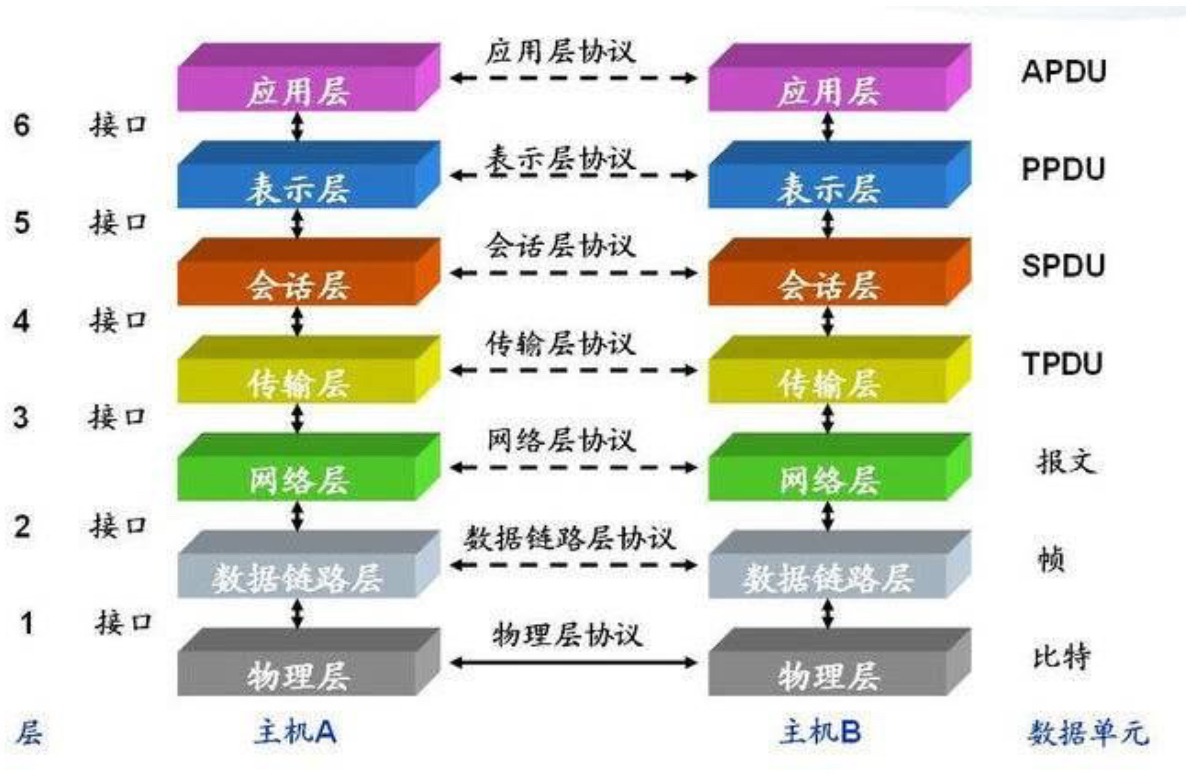 应用层协议
应用层
应用层
APDU
6 接口
表示层协议
表示层
表示层
PPDU
5 接口
会话层协议
会话层
会话层
SPDU
4 接口
传输层协议
传输层
传输层
TPDU
3 接口
网络层协议
网络层
网络层
报文
2 接口
数据链路层协议
数据链路层
数据链路层
帧
1 接口
物理层协议
物理层
物理层
比特
层
主机A
主机B
数据单元